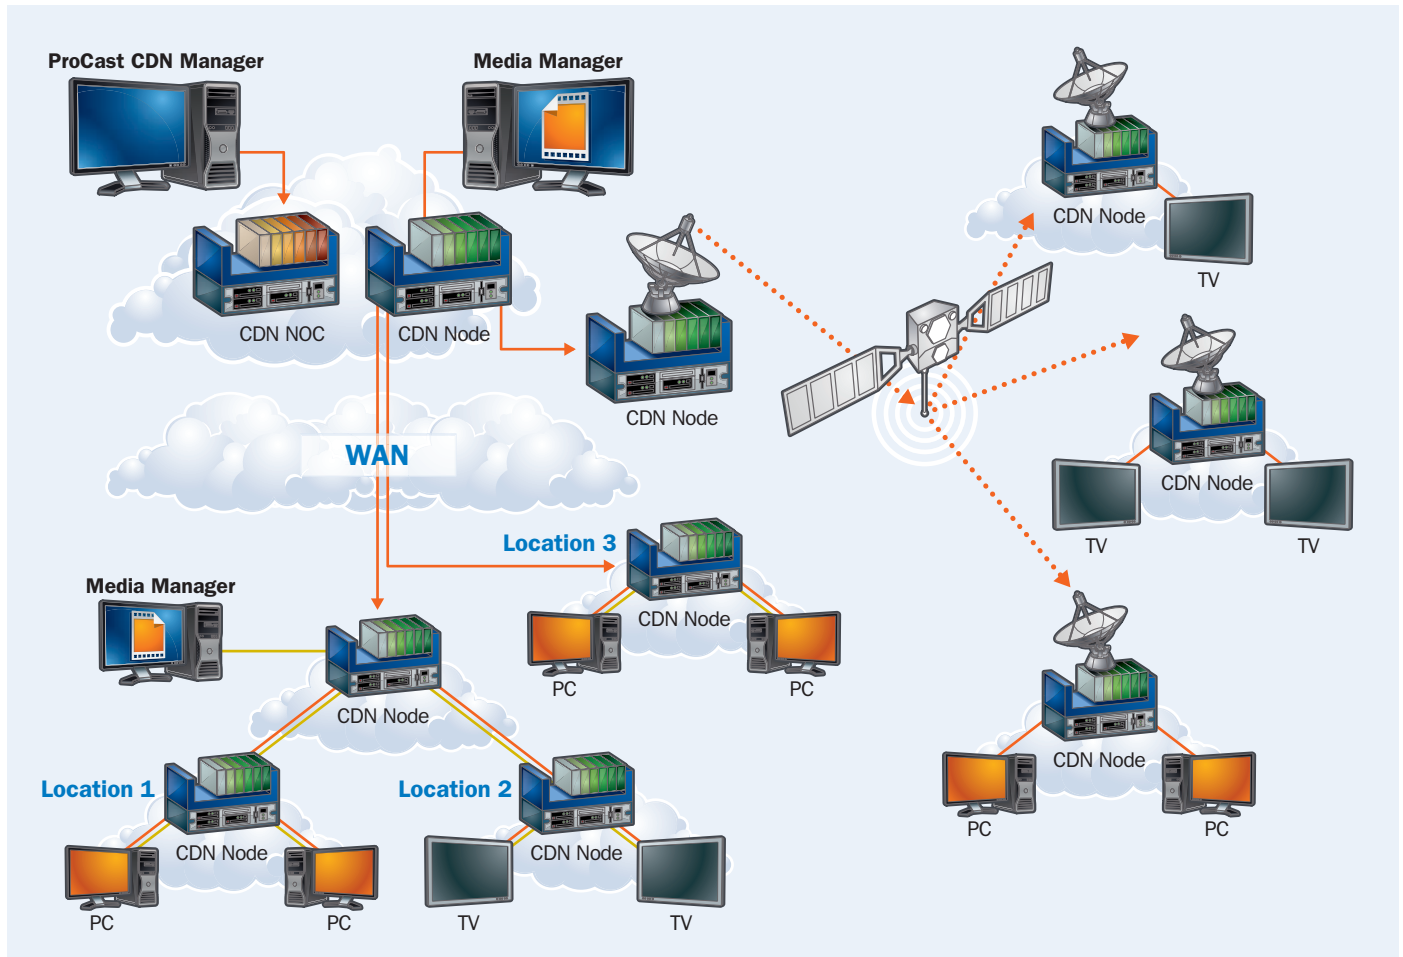 ProCast CDN Manager
Media Manager
CDN Node
TV
CDN NOC
CDN Node
CDN Node
WAN
CDN Node
TV
TV
Location 3
CDN Node
PC
PC
Media Manager
CDN Node
Location 1
CDN Node
PC
PC
Location 2
CDN Node
TV
TV
CDN Node
PC
PC